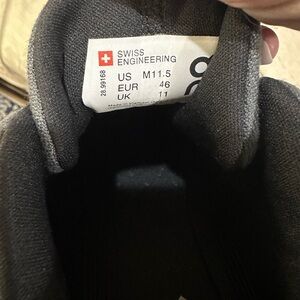 SWISS
ENGINEERING
US M11.5
EUR 46
UK 11
28.99168